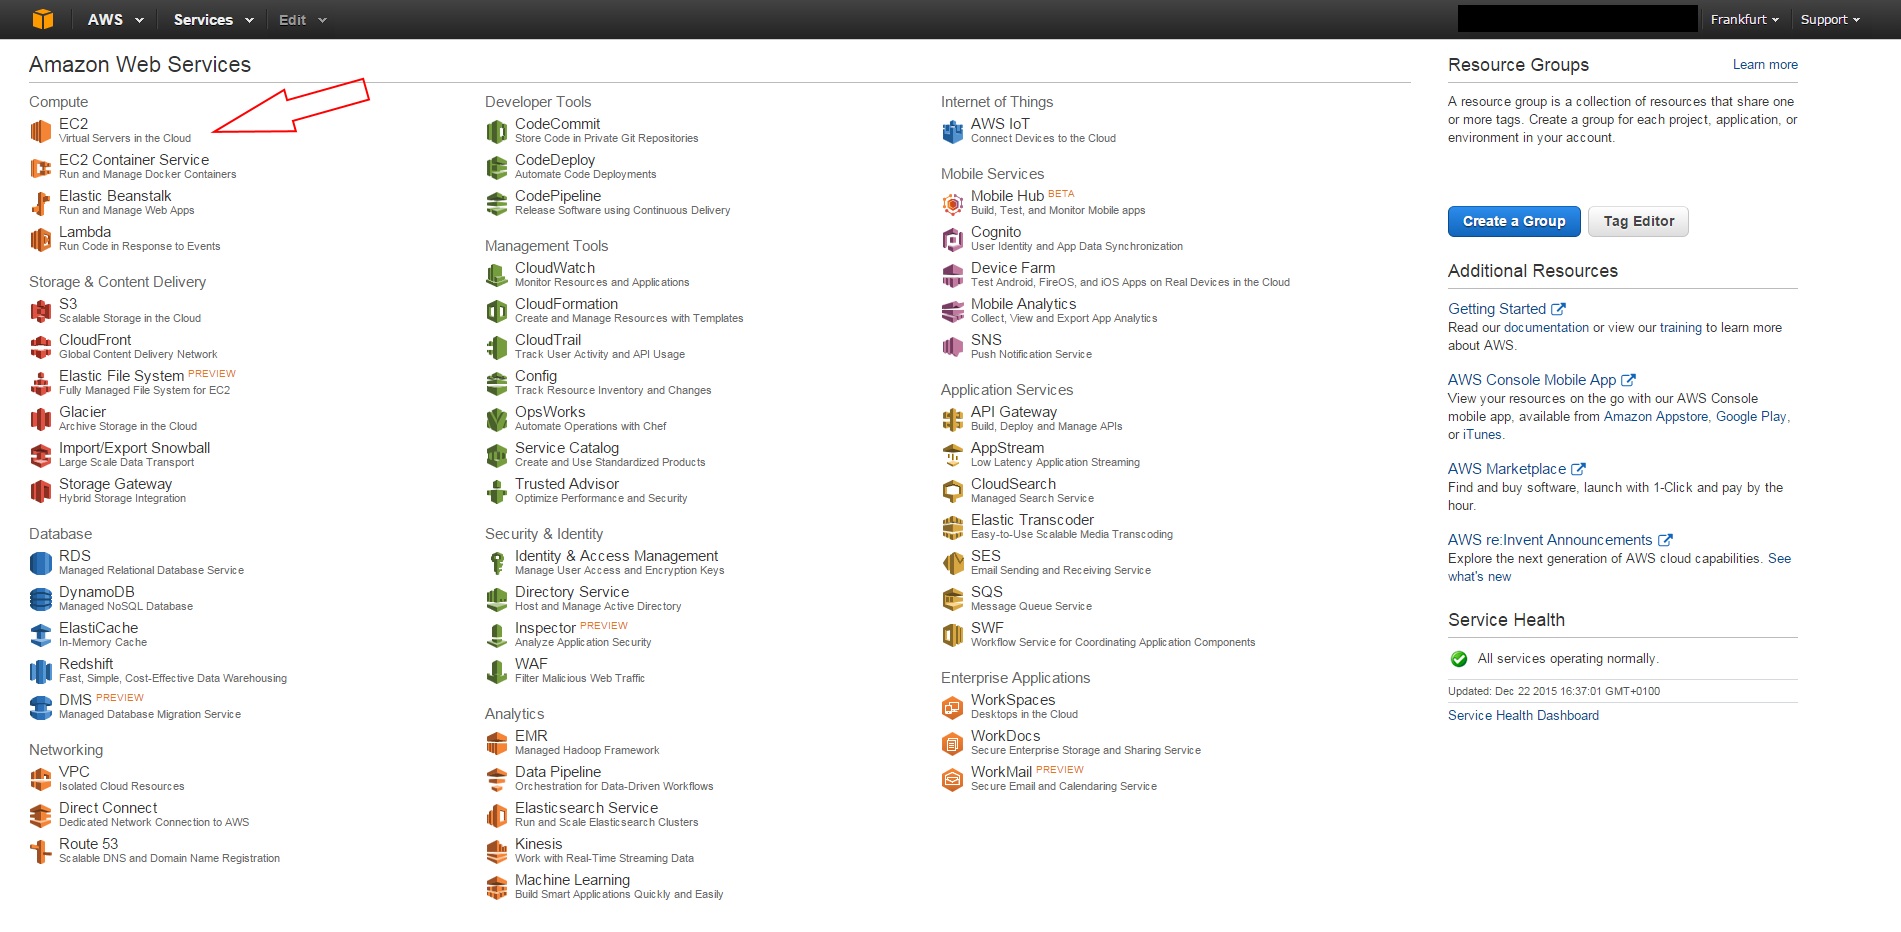 AWS Services Edit Frankfurt Support
Amazon Web Services
Compute
EC2
Virtual Servers in the Cloud
EC2 Container Service
Run and Manage Docker Containers
Elastic Beanstalk
Run and Manage Web Apps
Lambda
Run Code in Response to Events
Storage & Content Delivery
S3
Scalable Storage in the Cloud
CloudFront
Global Content Delivery Network
Elastic File System PREVIEW
Fully Managed File System for EC2
Glacier
Archive Storage in the Cloud
Import/Export Snowball
Large Scale Data Transport
Storage Gateway
Hybrid Storage Integration
Database
RDS
Managed Relational Database Service
DynamoDB
Managed NoSQL Database
ElastiCache
In-Memory Cache
Redshift
Fast, Simple, Cost-Effective Data Warehousing
DMS PREVIEW
Managed Database Migration Service
Networking
VPC
Isolated Cloud Resources
Direct Connect
Dedicated Network Connection to AWS
Route 53
Scalable DNS and Domain Name Registration
Developer Tools
CodeCommit
Store Code in Private Git Repositories
CodeDeploy
Automate Code Deployments
CodePipeline
Release Software using Continuous Delivery
Management Tools
CloudWatch
Monitor Resources and Applications
CloudFormation
Create and Manage Resources with Templates
CloudTrail
Track User Activity and API Usage
Config
Track Resource Inventory and Changes
OpsWorks
Automate Operations with Chef
Service Catalog
Create and Use Standardized Products
Trusted Advisor
Optimize Performance and Security
Security & Identity
Identity & Access Management
Manage User Access and Encryption Keys
Directory Service
Host and Manage Active Directory
Inspector PREVIEW
Analyze Application Security
WAF
Filter Malicious Web Traffic
Analytics
EMR
Managed Hadoop Framework
Data Pipeline
Orchestration for Data-Driven Workflows
Elasticsearch Service
Run and Scale Elasticsearch Clusters
Kinesis
Work with Real-Time Streaming Data
Machine Learning
Build Smart Applications Quickly and Easily
Internet of Things
AWS IoT
Connect Devices to the Cloud
Mobile Services
Mobile Hub BETA
Build, Test, and Monitor Mobile apps
Cognito
User Identity and App Data Synchronization
Device Farm
Test Android, FireOS, and iOS Apps on Real Devices in the Cloud
Mobile Analytics
Collect, View and Export App Analytics
SNS
Push Notification Service
Application Services
API Gateway
Build, Deploy and Manage APIs
AppStream
Low Latency Application Streaming
CloudSearch
Managed Search Service
Elastic Transcoder
Easy-to-Use Scalable Media Transcoding
SES
Email Sending and Receiving Service
SQS
Message Queue Service
SWF
Workflow Service for Coordinating Application Components
Enterprise Applications
WorkSpaces
Desktops in the Cloud
WorkDocs
Secure Enterprise Storage and Sharing Service
WorkMail PREVIEW
Secure Email and Calendaring Service
Resource Groups Learn more
A resource group is a collection of resources that share one
or more tags. Create a group for each project, application, or
environment in your account.
Create a Group Tag Editor
Additional Resources
Getting Started
Read our documentation or view our training to learn more
about AWS.
AWS Console Mobile App
View your resources on the go with our AWS Console
mobile app, available from Amazon Appstore, Google Play,
or iTunes.
AWS Marketplace
Find and buy software, launch with 1-Click and pay by the
hour.
AWS re:Invent Announcements
Explore the next generation of AWS cloud capabilities. See
what's new
Service Health
All services operating normally.
Updated: Dec 22 2015 16:37:01 GMT+0100
Service Health Dashboard